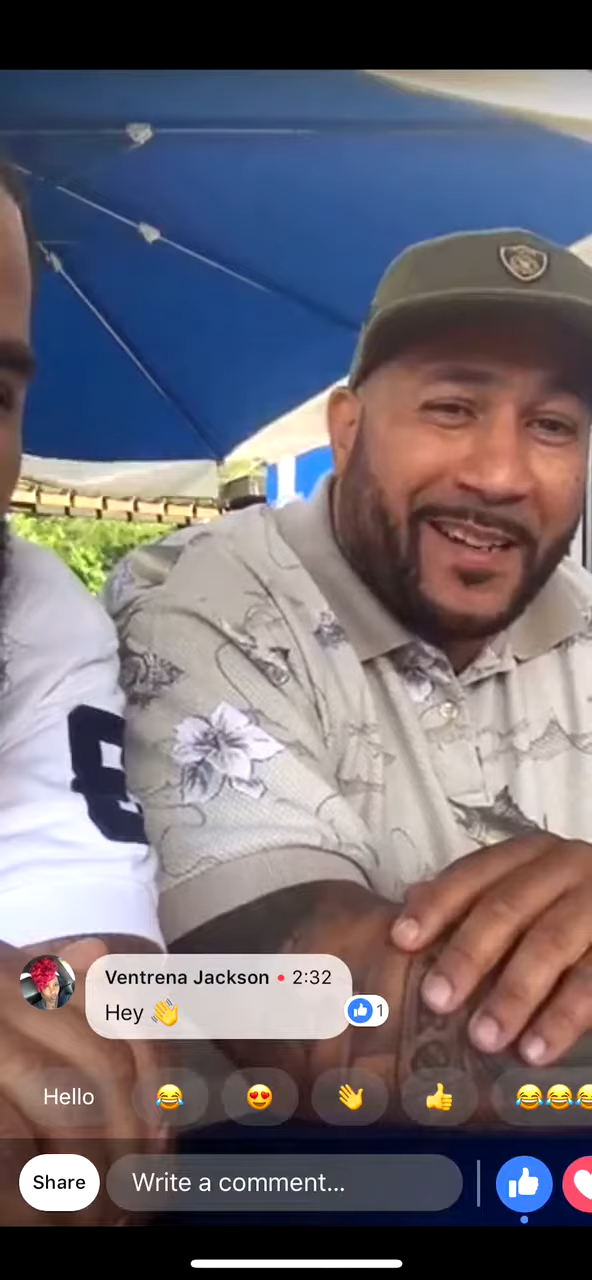 Ventrena Jackson • 2:32
Hey 👋
1
Hello
Share
Write a comment...